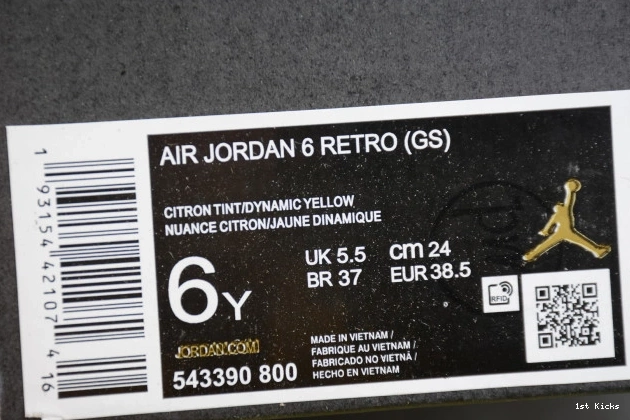 AIR JORDAN 6 RETRO (GS)
CITRON TINT/DYNAMIC YELLOW
NUANCE CITRON/JAUNE DINAMIQUE
6Y
UK 5.5 cm 24
BR 37 EUR 38.5
RFID
JORDAN.COM
543390 800
MADE IN VIETNAM /
FABRIQUE AU VIETNAM /
FABRICADO NO VIETNÃ /
HECHO EN VIETNAM
1 93154 42107 4 16
1st Kicks